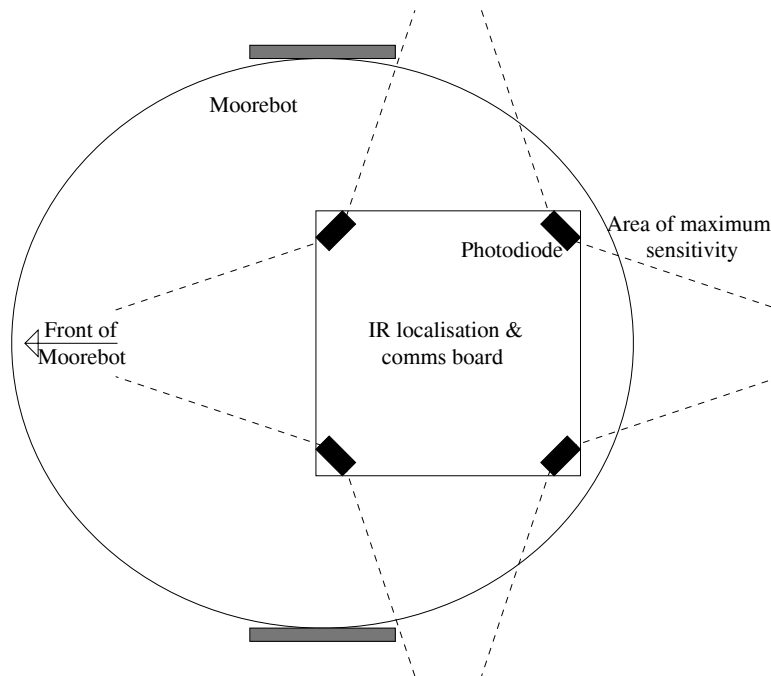 Moorebot
Area of maximum
sensitivity
Photodiode
Front of
Moorebot
IR localisation &
comms board